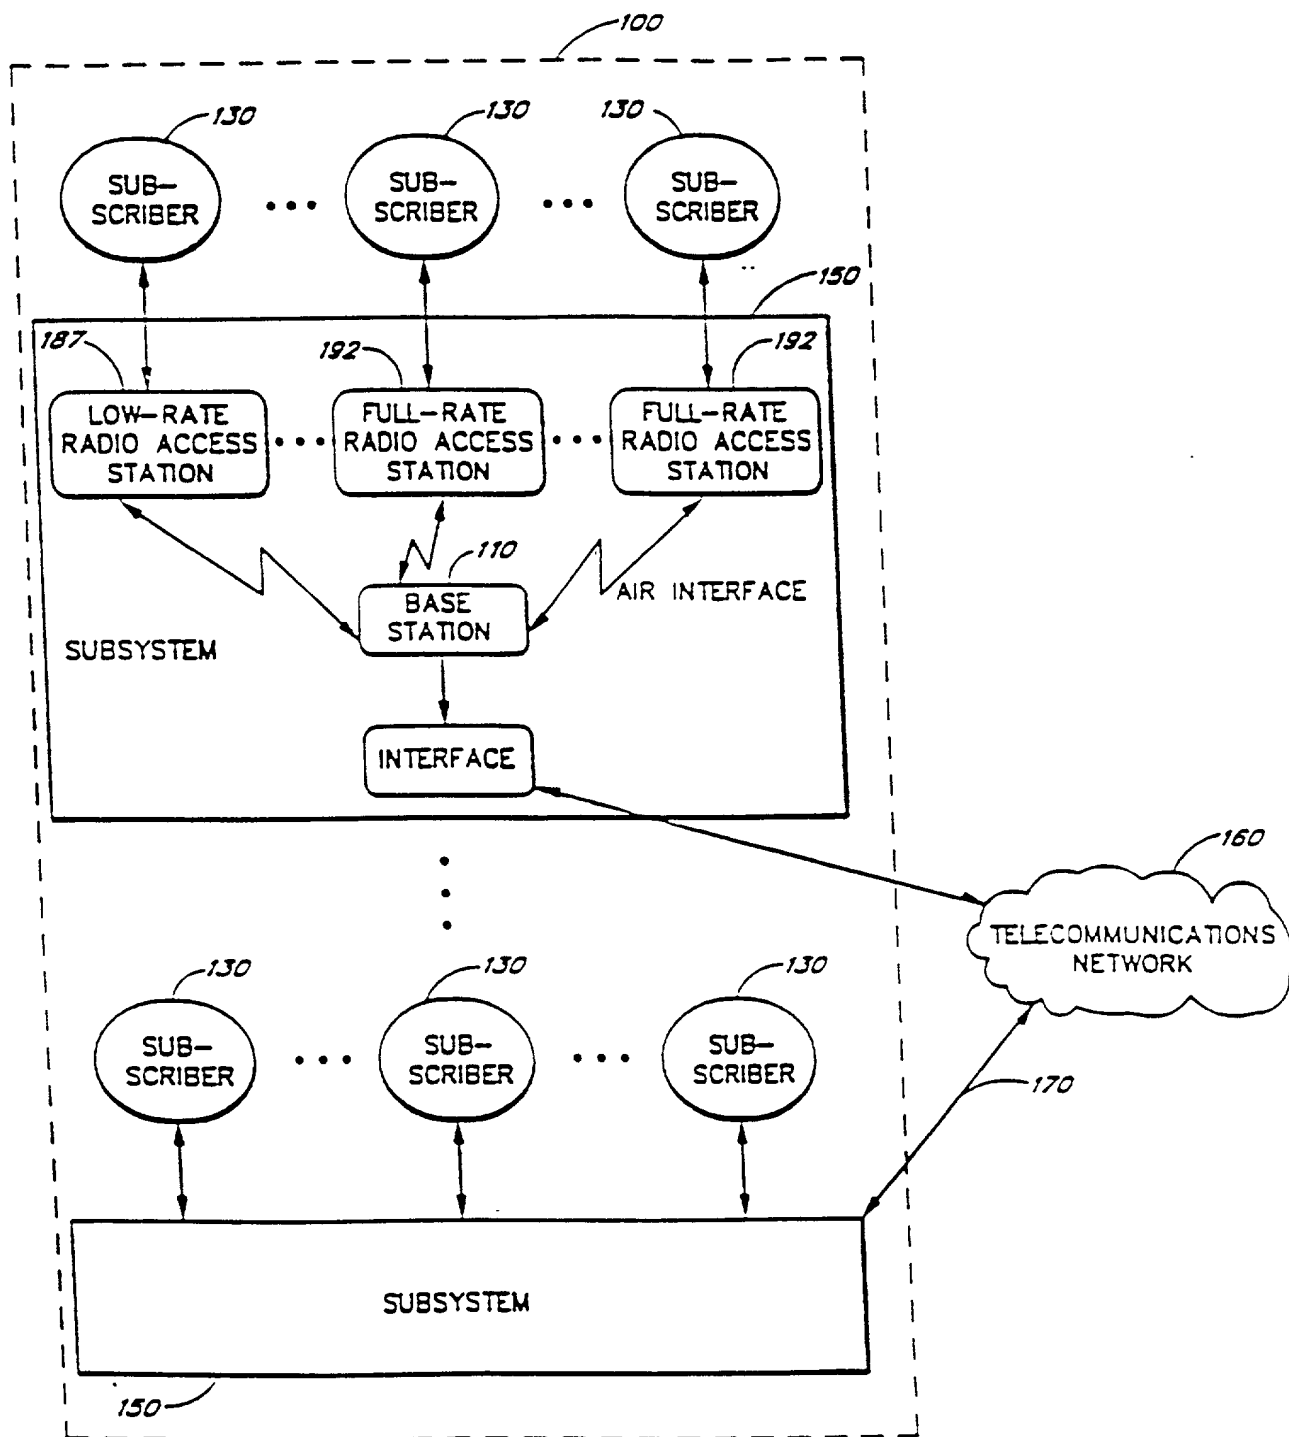 100
130
130
130
SUB-
SCRIBER
SUB-
SCRIBER
SUB-
SCRIBER
150
187
192
192
LOW-RATE
RADIO ACCESS
STATION
FULL-RATE
RADIO ACCESS
STATION
FULL-RATE
RADIO ACCESS
STATION
110
BASE
STATION
AIR INTERFACE
SUBSYSTEM
INTERFACE
160
TELECOMMUNICATIONS
NETWORK
130
130
130
SUB-
SCRIBER
SUB-
SCRIBER
SUB-
SCRIBER
170
SUBSYSTEM
150